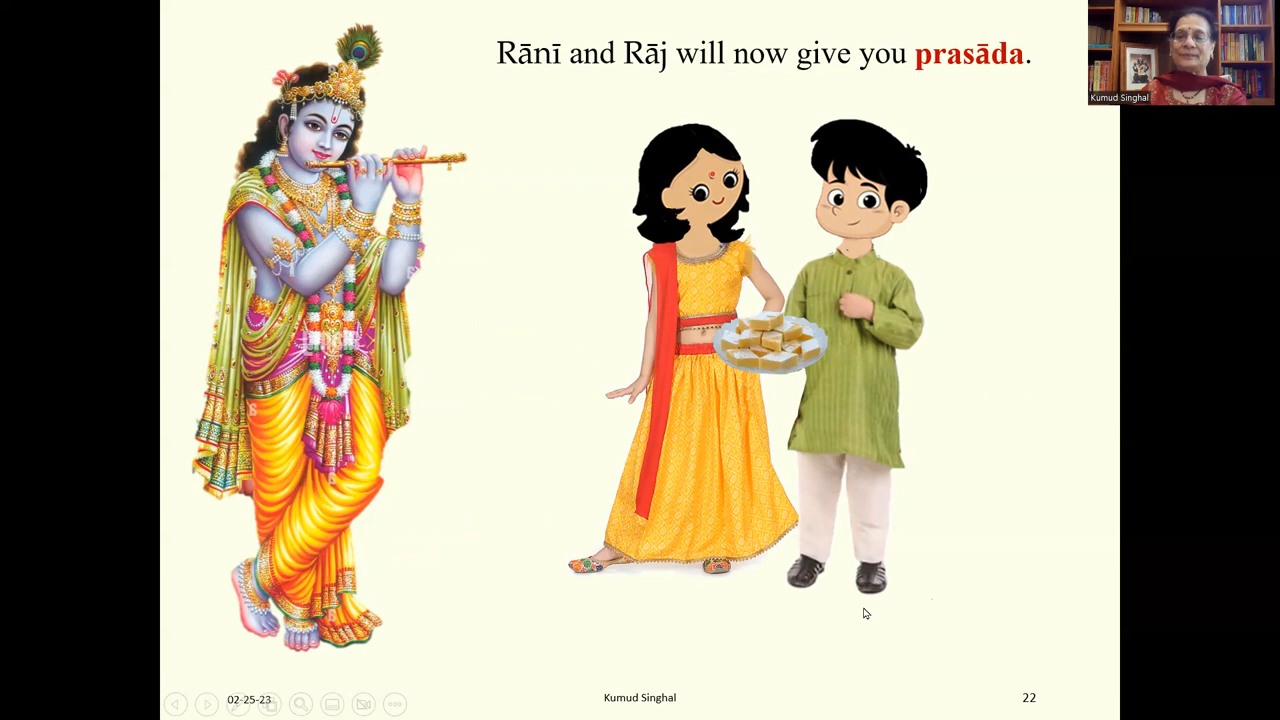 Rānī and Rāj will now give you prasāda.
Kumud Singhal
02-25-23
Kumud Singhal
22